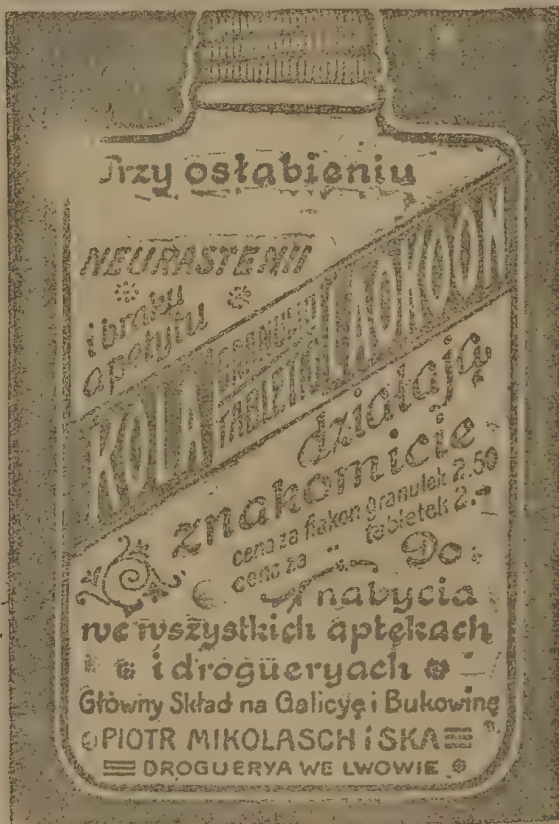 Przy osłabieniu
NEURASTENII
i braku
apetytu
KOLA GRANULKI TABLETKI LAOKOON
działają
znakomicie
cena za flakon granulek 2.50
cena za " tabletek 2.-
Do
nabycia
we wszystkich aptekach
i drogueryach
Główny Skład na Galicyę i Bukowinę
PIOTR MIKOLASCH i SKA
DROGUERYA WE LWOWIE